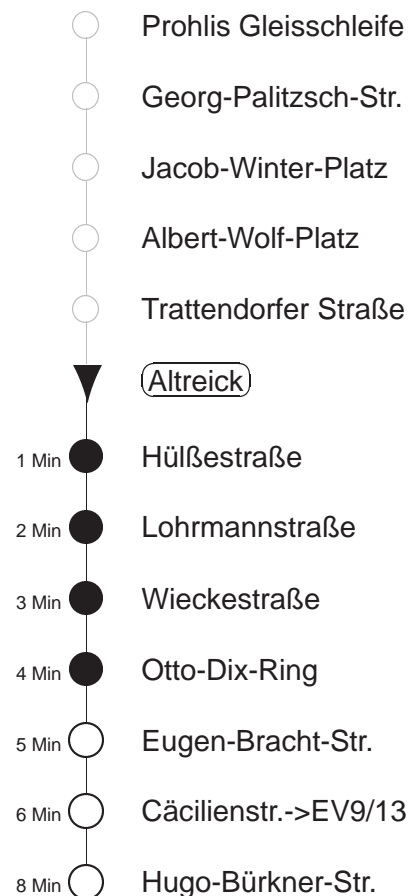 Prohlis Gleisschleife
Georg-Palitzsch-Str.
Jacob-Winter-Platz
Albert-Wolf-Platz
Trattendorfer Straße
Altreick
1 Min Hülßestraße
2 Min Lohrmannstraße
3 Min Wieckestraße
4 Min Otto-Dix-Ring
5 Min Eugen-Bracht-Str.
6 Min Cäcilienstr.->EV9/13
8 Min Hugo-Bürkner-Str.